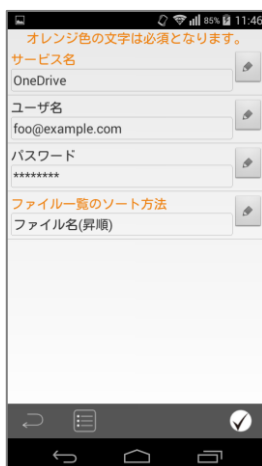 85% 11:46
オレンジ色の文字は必須となります。
サービス名
OneDrive
ユーザ名
foo@example.com
パスワード
********
ファイル一覧のソート方法
ファイル名(昇順)